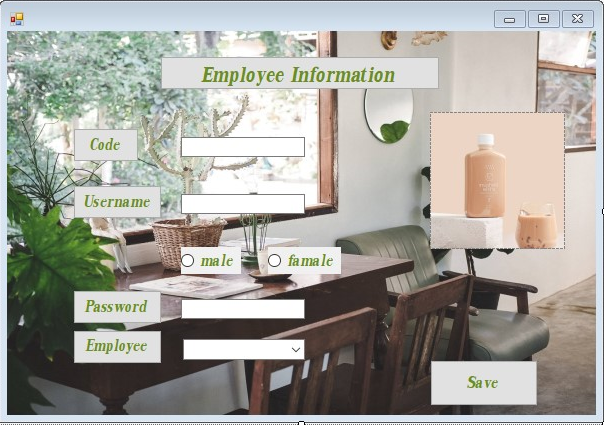 Employee Information
Code
Username
male famale
Password
Employee
Save